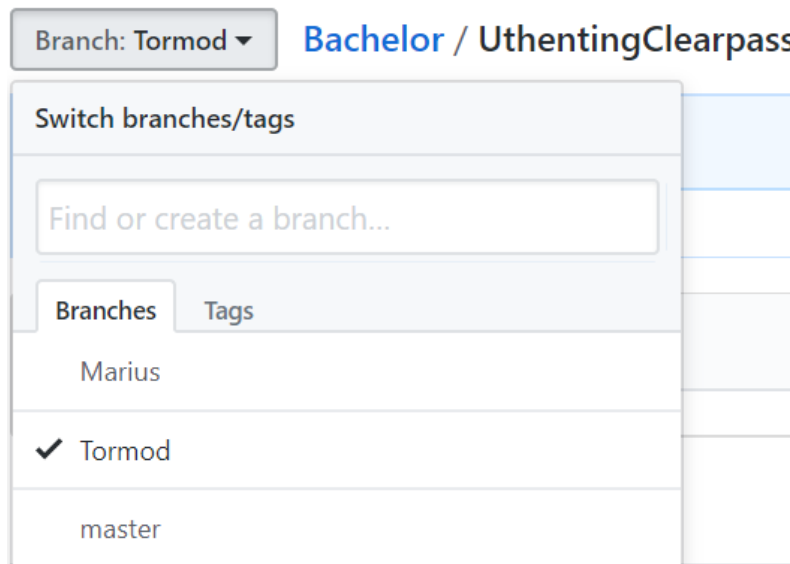 Branch: Tormod Bachelor / UthentingClearpass
Switch branches/tags
Find or create a branch...
Branches Tags
Marius
Tormod
master